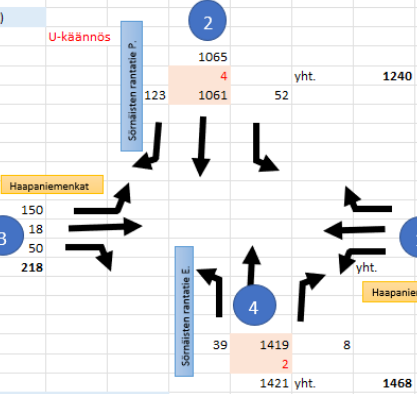 )
2
U-käännös
Sörnäisten rantatie P.
1065
4 yht. 1240
123 1061 52
Haapaniemenkat
150
18
3
50
218
yht.
Sörnäisten rantatie E.
4
Haapanie
39 1419 8
2
1421 yht. 1468